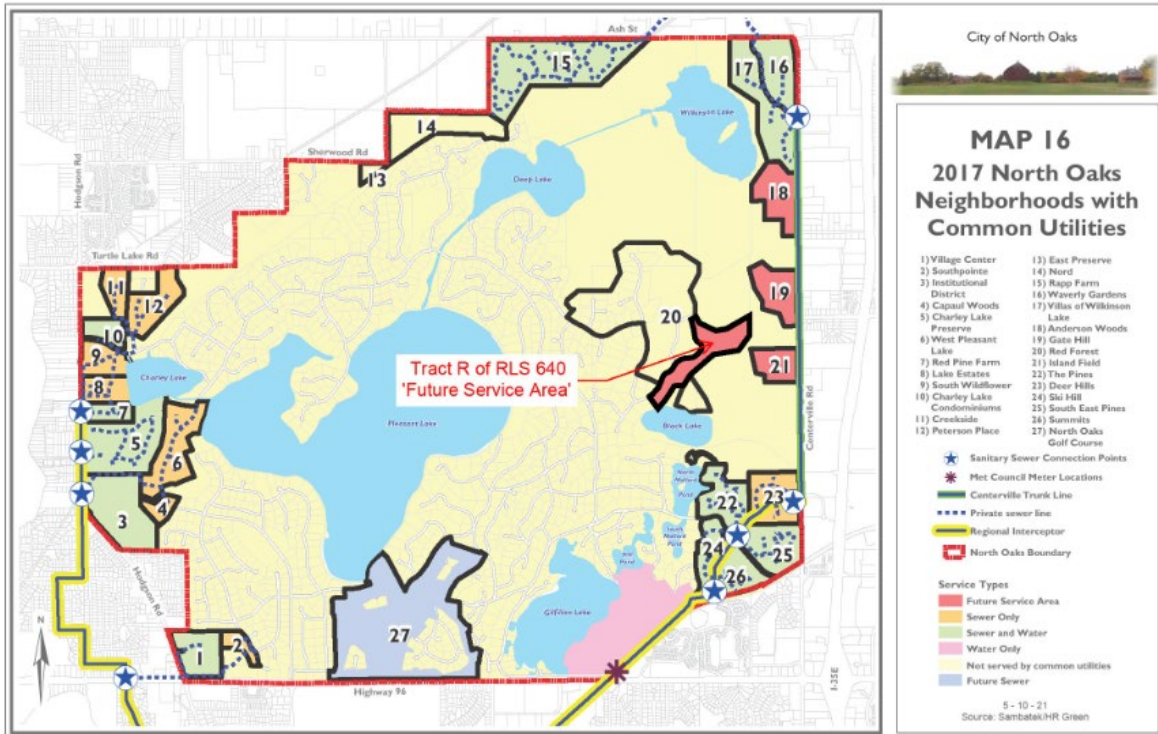 Ash St
15
17
16
Wilkinson Lake
14
Sherwood Rd
13
Deep Lake
18
Hodgson Rd
Turtle Lake Rd
11
12
19
10
20
9
Charley Lake
Tract R of RLS 640
'Future Service Area'
21
8
7
Pleasant Lake
Black Lake
Centerville Rd
5
6
North Mallard Pond
22
23
4
3
South Mallard Pond
24
25
26
Hodgson Rd
Gilfillan Lake
N
1
2
27
Highway 96
I-35E
City of North Oaks
MAP 16
2017 North Oaks
Neighborhoods with
Common Utilities
1) Village Center
2) Southpointe
3) Institutional
District
4) Capaul Woods
5) Charley Lake
Preserve
6) West Pleasant
Lake
7) Red Pine Farm
8) Lake Estates
9) South Wildflower
10) Charley Lake
Condominiums
11) Creekside
12) Peterson Place
13) East Preserve
14) Nord
15) Rapp Farm
16) Waverly Gardens
17) Villas of Wilkinson
Lake
18) Anderson Woods
19) Gate Hill
20) Red Forest
21) Island Field
22) The Pines
23) Deer Hills
24) Ski Hill
25) South East Pines
26) Summits
27) North Oaks
Golf Course
Sanitary Sewer Connection Points
Met Council Meter Locations
Centerville Trunk Line
Private sewer line
Regional Interceptor
North Oaks Boundary
Service Types
Future Service Area
Sewer Only
Sewer and Water
Water Only
Not served by common utilities
Future Sewer
5 - 10 - 21
Source: Sambatek/HR Green